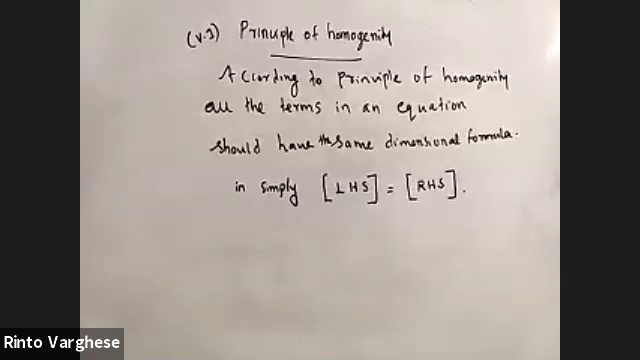 (v.3) Principle of homogenity
According to prinviple of homogenity
all the terms in an equation
should have the same dimensional formula.
in simply [LHS] = [RHS].
Rinto Varghese